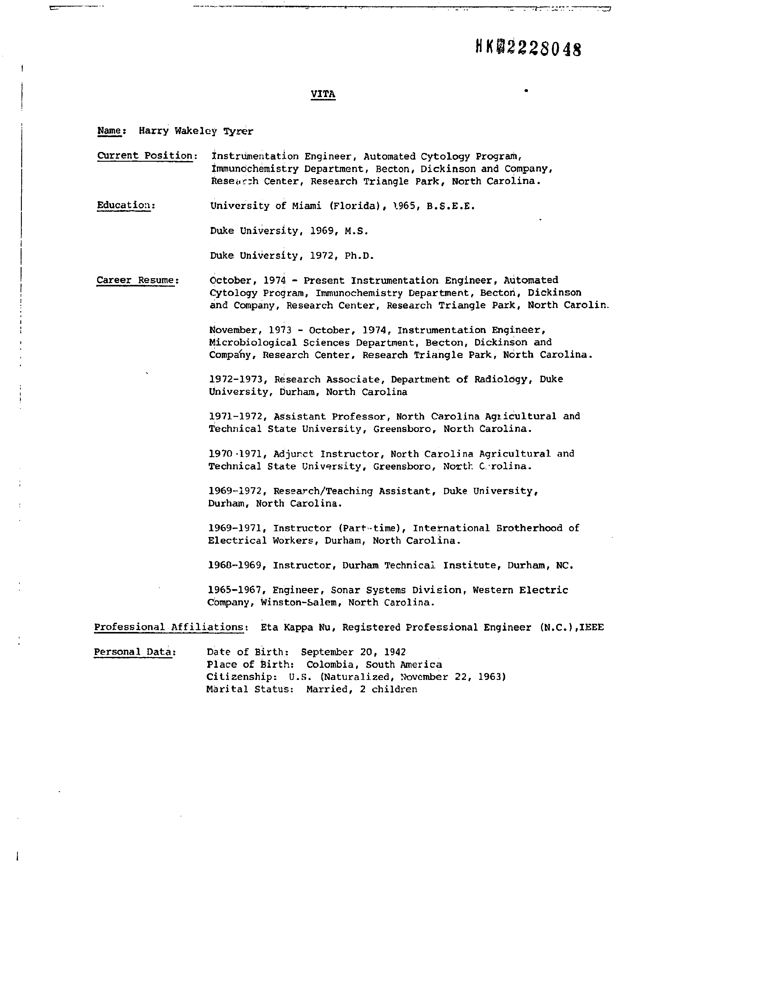 HK 2228048
VITA
Name: Harry Wakeley Tyrer
Current Position: Instrumentation Engineer, Automated Cytology Program,
Immunochemistry Department, Becton, Dickinson and Company,
Research Center, Research Triangle Park, North Carolina.
Education: University of Miami (Florida), 1965, B.S.E.E.
Duke University, 1969, M.S.
Duke University, 1972, Ph.D.
Career Resume: October, 1974 - Present Instrumentation Engineer, Automated
Cytology Program, Immunochemistry Department, Becton, Dickinson
and Company, Research Center, Research Triangle Park, North Carolin.
November, 1973 - October, 1974, Instrumentation Engineer,
Microbiological Sciences Department, Becton, Dickinson and
Company, Research Center, Research Triangle Park, North Carolina.
1972-1973, Research Associate, Department of Radiology, Duke
University, Durham, North Carolina
1971-1972, Assistant Professor, North Carolina Agricultural and
Technical State University, Greensboro, North Carolina.
1970-1971, Adjunct Instructor, North Carolina Agricultural and
Technical State University, Greensboro, North Carolina.
1969-1972, Research/Teaching Assistant, Duke University,
Durham, North Carolina.
1969-1971, Instructor (Part-time), International Brotherhood of
Electrical Workers, Durham, North Carolina.
1968-1969, Instructor, Durham Technical Institute, Durham, NC.
1965-1967, Engineer, Sonar Systems Division, Western Electric
Company, Winston-Salem, North Carolina.
Professional Affiliations: Eta Kappa Nu, Registered Professional Engineer (N.C.),IEEE
Personal Data: Date of Birth: September 20, 1942
Place of Birth: Colombia, South America
Citizenship: U.S. (Naturalized, November 22, 1963)
Marital Status: Married, 2 children